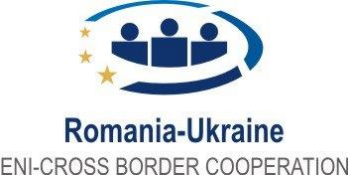 Romania-Ukraine
ENI-CROSS BORDER COOPERATION